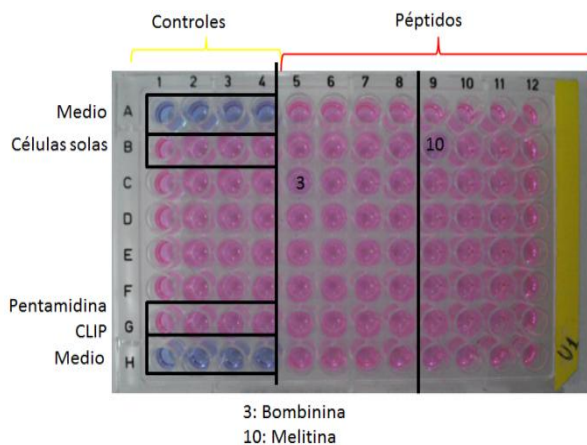 Controles Péptidos
1 2 3 4 5 6 7 8 9 10 11 12
Medio A
Células solas B 10
C 3
D
E
F
Pentamidina
CLIP G
Medio H
U1
3: Bombinina
10: Melitina